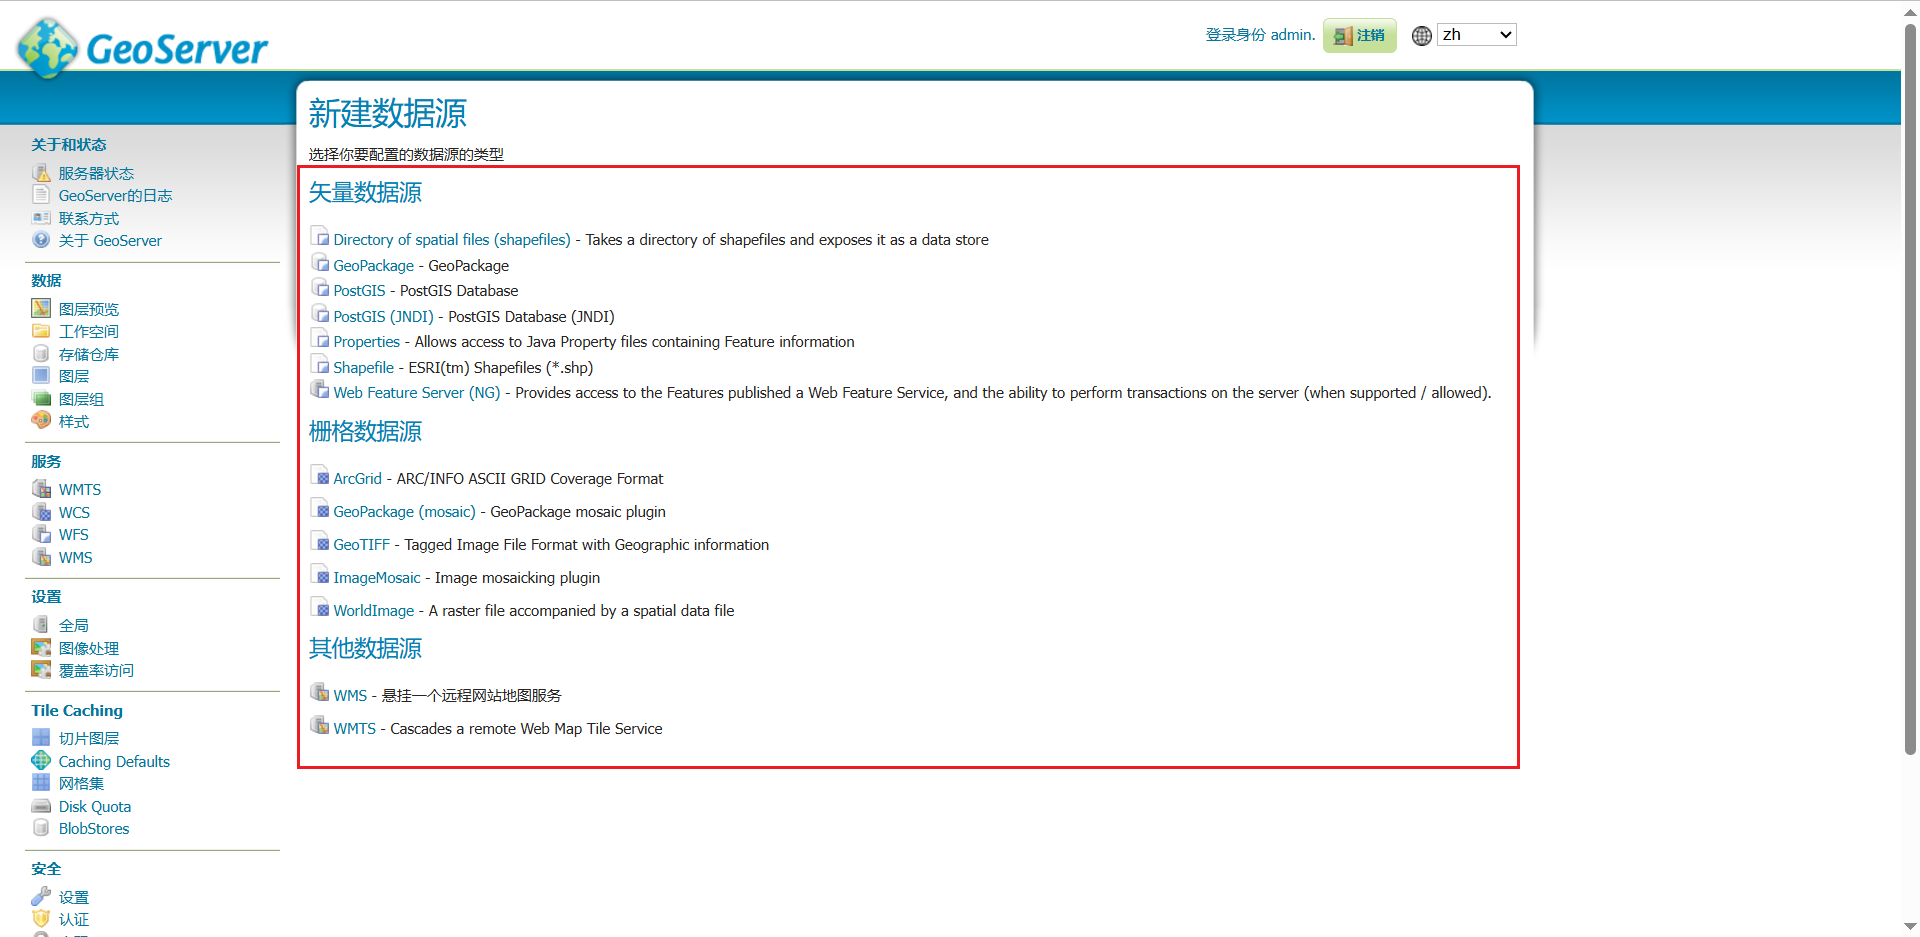 GeoServer
登录身份 admin.
注销
zh
关于和状态
服务器状态
GeoServer的日志
联系方式
关于 GeoServer
数据
图层预览
工作空间
存储仓库
图层
图层组
样式
服务
WMTS
WCS
WFS
WMS
设置
全局
图像处理
覆盖率访问
Tile Caching
切片图层
Caching Defaults
网格集
Disk Quota
BlobStores
安全
设置
认证
新建数据源
选择你要配置的数据源的类型
矢量数据源
Directory of spatial files (shapefiles) - Takes a directory of shapefiles and exposes it as a data store
GeoPackage - GeoPackage
PostGIS - PostGIS Database
PostGIS (JNDI) - PostGIS Database (JNDI)
Properties - Allows access to Java Property files containing Feature information
Shapefile - ESRI(tm) Shapefiles (*.shp)
Web Feature Server (NG) - Provides access to the Features published a Web Feature Service, and the ability to perform transactions on the server (when supported / allowed).
栅格数据源
ArcGrid - ARC/INFO ASCII GRID Coverage Format
GeoPackage (mosaic) - GeoPackage mosaic plugin
GeoTIFF - Tagged Image File Format with Geographic information
ImageMosaic - Image mosaicking plugin
WorldImage - A raster file accompanied by a spatial data file
其他数据源
WMS - 悬挂一个远程网站地图服务
WMTS - Cascades a remote Web Map Tile Service